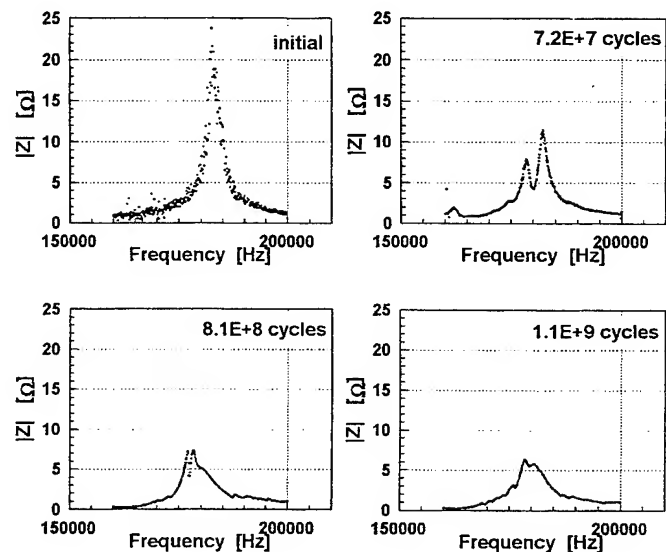 initial
|Z| [Ω]
25
20
15
10
5
0
150000 200000
Frequency [Hz]
7.2E+7 cycles
|Z| [Ω]
25
20
15
10
5
0
150000 200000
Frequency [Hz]
8.1E+8 cycles
|Z| [Ω]
25
20
15
10
5
0
150000 200000
Frequency [Hz]
1.1E+9 cycles
|Z| [Ω]
25
20
15
10
5
0
150000 200000
Frequency [Hz]